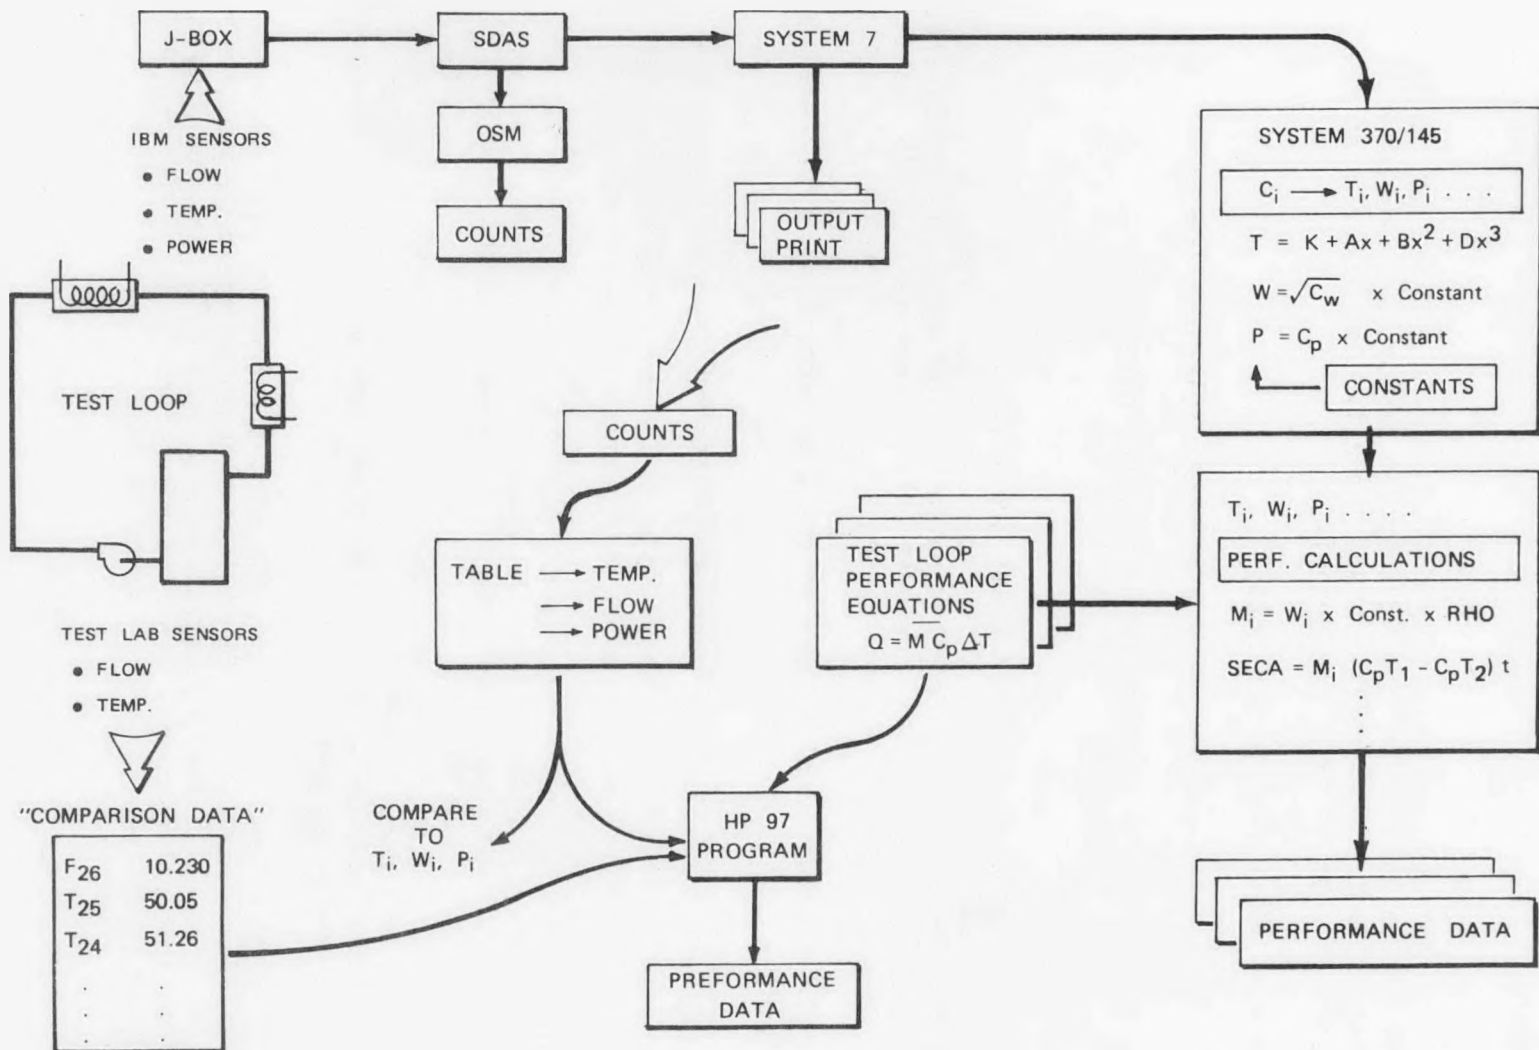 J-BOX
SDAS
SYSTEM 7
IBM SENSORS
• FLOW
• TEMP.
• POWER
OSM
COUNTS
OUTPUT
PRINT
SYSTEM 370/145
Cᵢ → Tᵢ, Wᵢ, Pᵢ . . .
T = K + Ax + Bx² + Dx³
W = √C_w x Constant
P = C_p x Constant
CONSTANTS
TEST LOOP
COUNTS
TABLE → TEMP.
→ FLOW
→ POWER
TEST LOOP
PERFORMANCE
EQUATIONS
Q = M̅ C_p ΔT
Tᵢ, Wᵢ, Pᵢ . . . .
PERF. CALCULATIONS
Mᵢ = Wᵢ x Const. x RHO
SECA = Mᵢ (C_pT₁ - C_pT₂) t
.
.
.
TEST LAB SENSORS
• FLOW
• TEMP.
"COMPARISON DATA"
F₂₆ 10.230
T₂₅ 50.05
T₂₄ 51.26
. .
. .
. .
COMPARE
TO
Tᵢ, Wᵢ, Pᵢ
HP 97
PROGRAM
PREFORMANCE
DATA
PERFORMANCE DATA